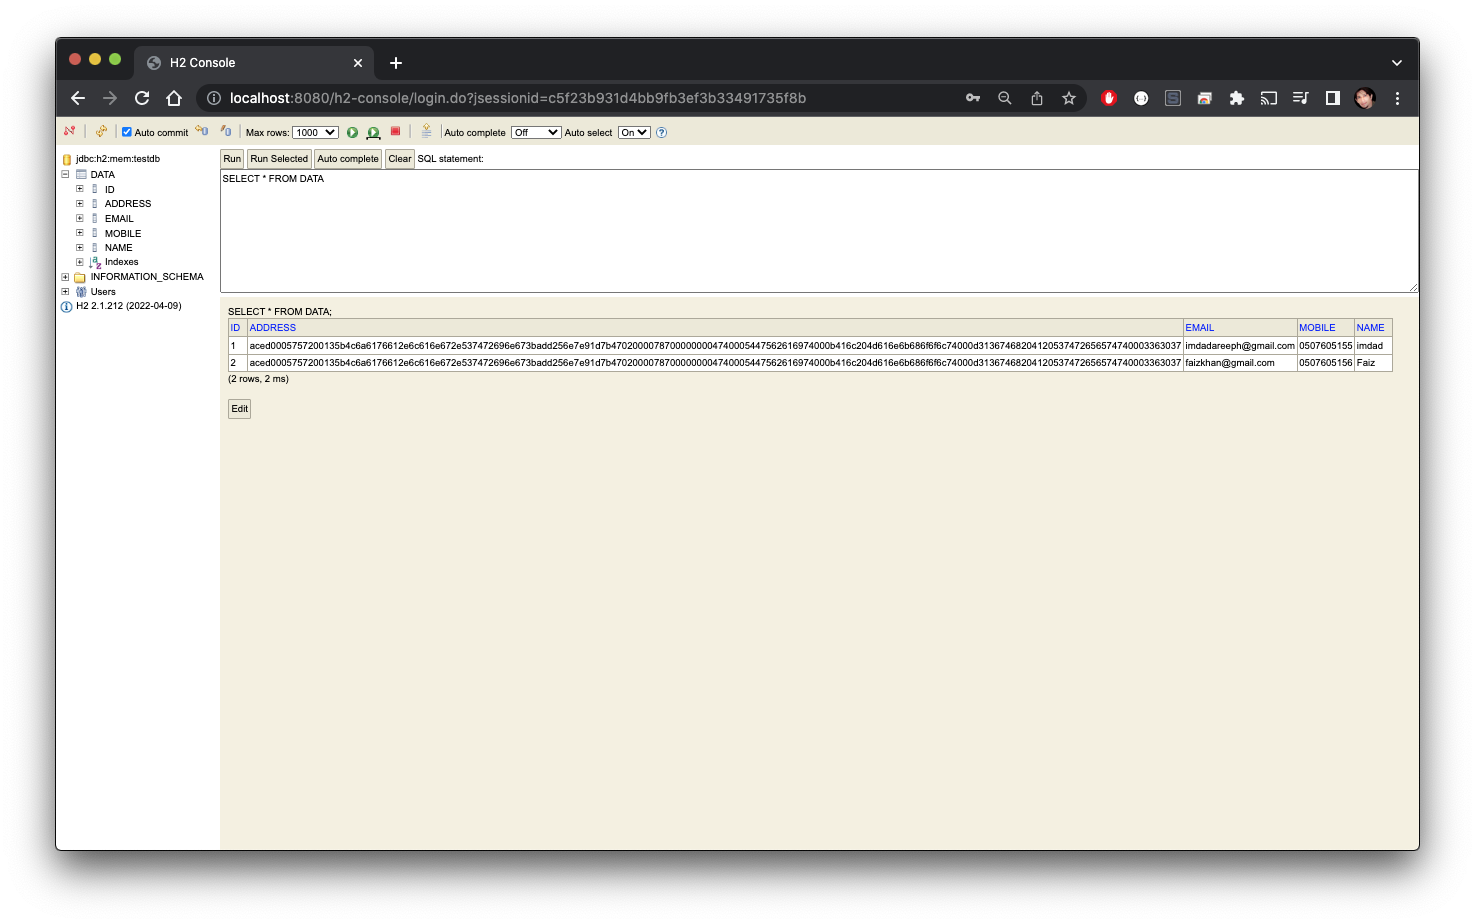 H2 Console
localhost:8080/h2-console/login.do?jsessionid=c5f23b931d4bb9fb3ef3b33491735f8b
Auto commit
Max rows: 1000
Auto complete Off Auto select On
jdbc:h2:mem:testdb
DATA
ID
ADDRESS
EMAIL
MOBILE
NAME
Indexes
INFORMATION_SCHEMA
Users
H2 2.1.212 (2022-04-09)
Run Run Selected Auto complete Clear SQL statement:
SELECT * FROM DATA
SELECT * FROM DATA;
ID ADDRESS EMAIL MOBILE NAME
1 aced0005757200135b4c6a6176612e6c616e672e537472696e673badd256e7e91d7b4702000078700000000474000544756261697​4000b416c204d616e6b686f6f6c74000d31367468204120537472656574740003363037 imdadareeph@gmail.com 0507605155 imdad
2 aced0005757200135b4c6a6176612e6c616e672e537472696e673badd256e7e91d7b47020000787000000004740005447562616974000b416c204d616e6b686f6f6c74000d31367468204120537472656574740003363037 faizkhan@gmail.com 0507605156 Faiz
(2 rows, 2 ms)
Edit